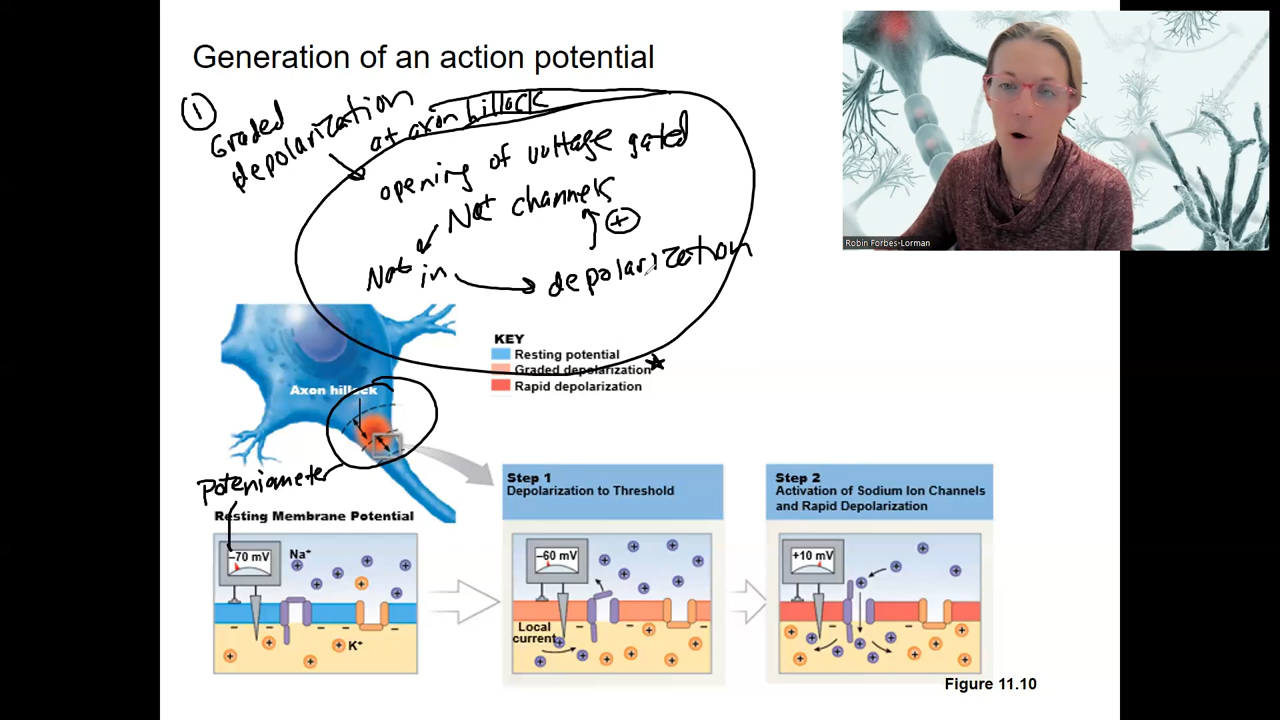 Generation of an action potential
①
Graded
depolarization
at axon hillock
opening of voltage gated
Na+ channels
+
Na+ in
depolarization
Robin Forbes-Lorman
KEY
Resting potential
Graded depolarization
Rapid depolarization
Axon hillock
Poteniameter
Resting Membrane Potential
Step 1
Depolarization to Threshold
Step 2
Activation of Sodium Ion Channels
and Rapid Depolarization
–70 mV
Na+
K+
–60 mV
Local
current
+10 mV
Figure 11.10